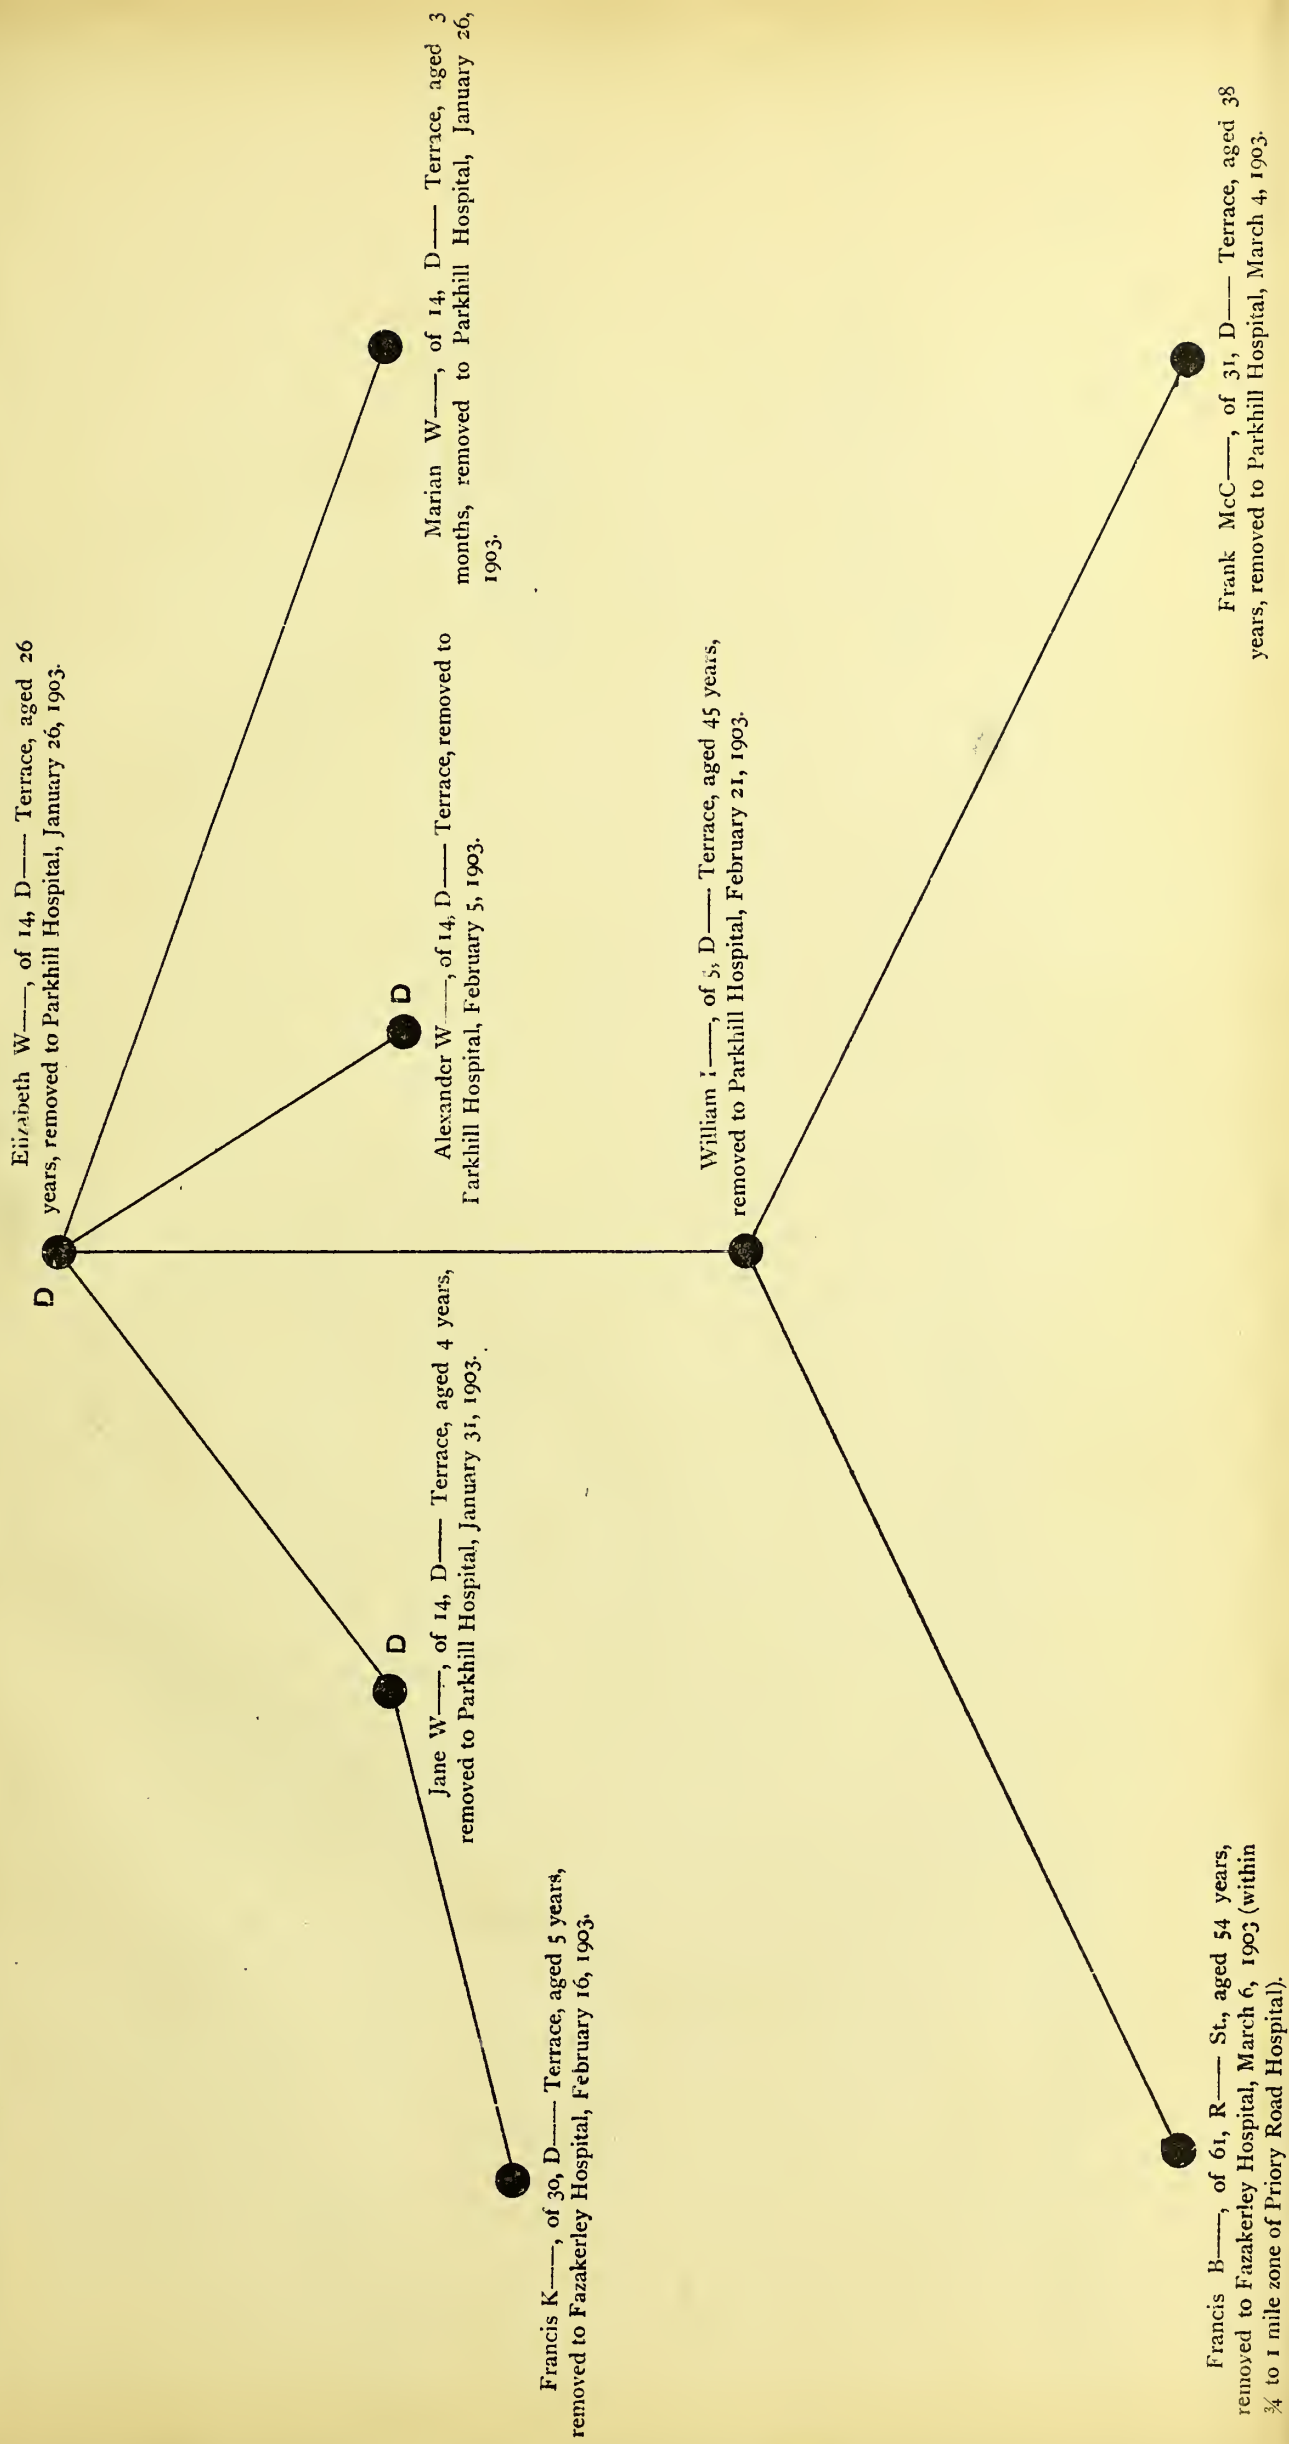 D
Elizabeth W——, of 14, D—— Terrace, aged 26
years, removed to Parkhill Hospital, January 26, 1903.
Marian W——, of 14, D—— Terrace, aged 3
months, removed to Parkhill Hospital, January 26,
1903.
D
Alexander W——, of 14, D—— Terrace, removed to
Parkhill Hospital, February 5, 1903.
D
Jane W——, of 14, D—— Terrace, aged 4 years,
removed to Parkhill Hospital, January 31, 1903.
Francis K——, of 30, D—— Terrace, aged 5 years,
removed to Fazakerley Hospital, February 16, 1903.
William ——, of 5, D—— Terrace, aged 45 years,
removed to Parkhill Hospital, February 21, 1903.
Francis B——, of 61, R—— St., aged 54 years,
removed to Fazakerley Hospital, March 6, 1903 (within
¾ to 1 mile zone of Priory Road Hospital).
Frank McC——, of 31, D—— Terrace, aged 38
years, removed to Parkhill Hospital, March 4, 1903.